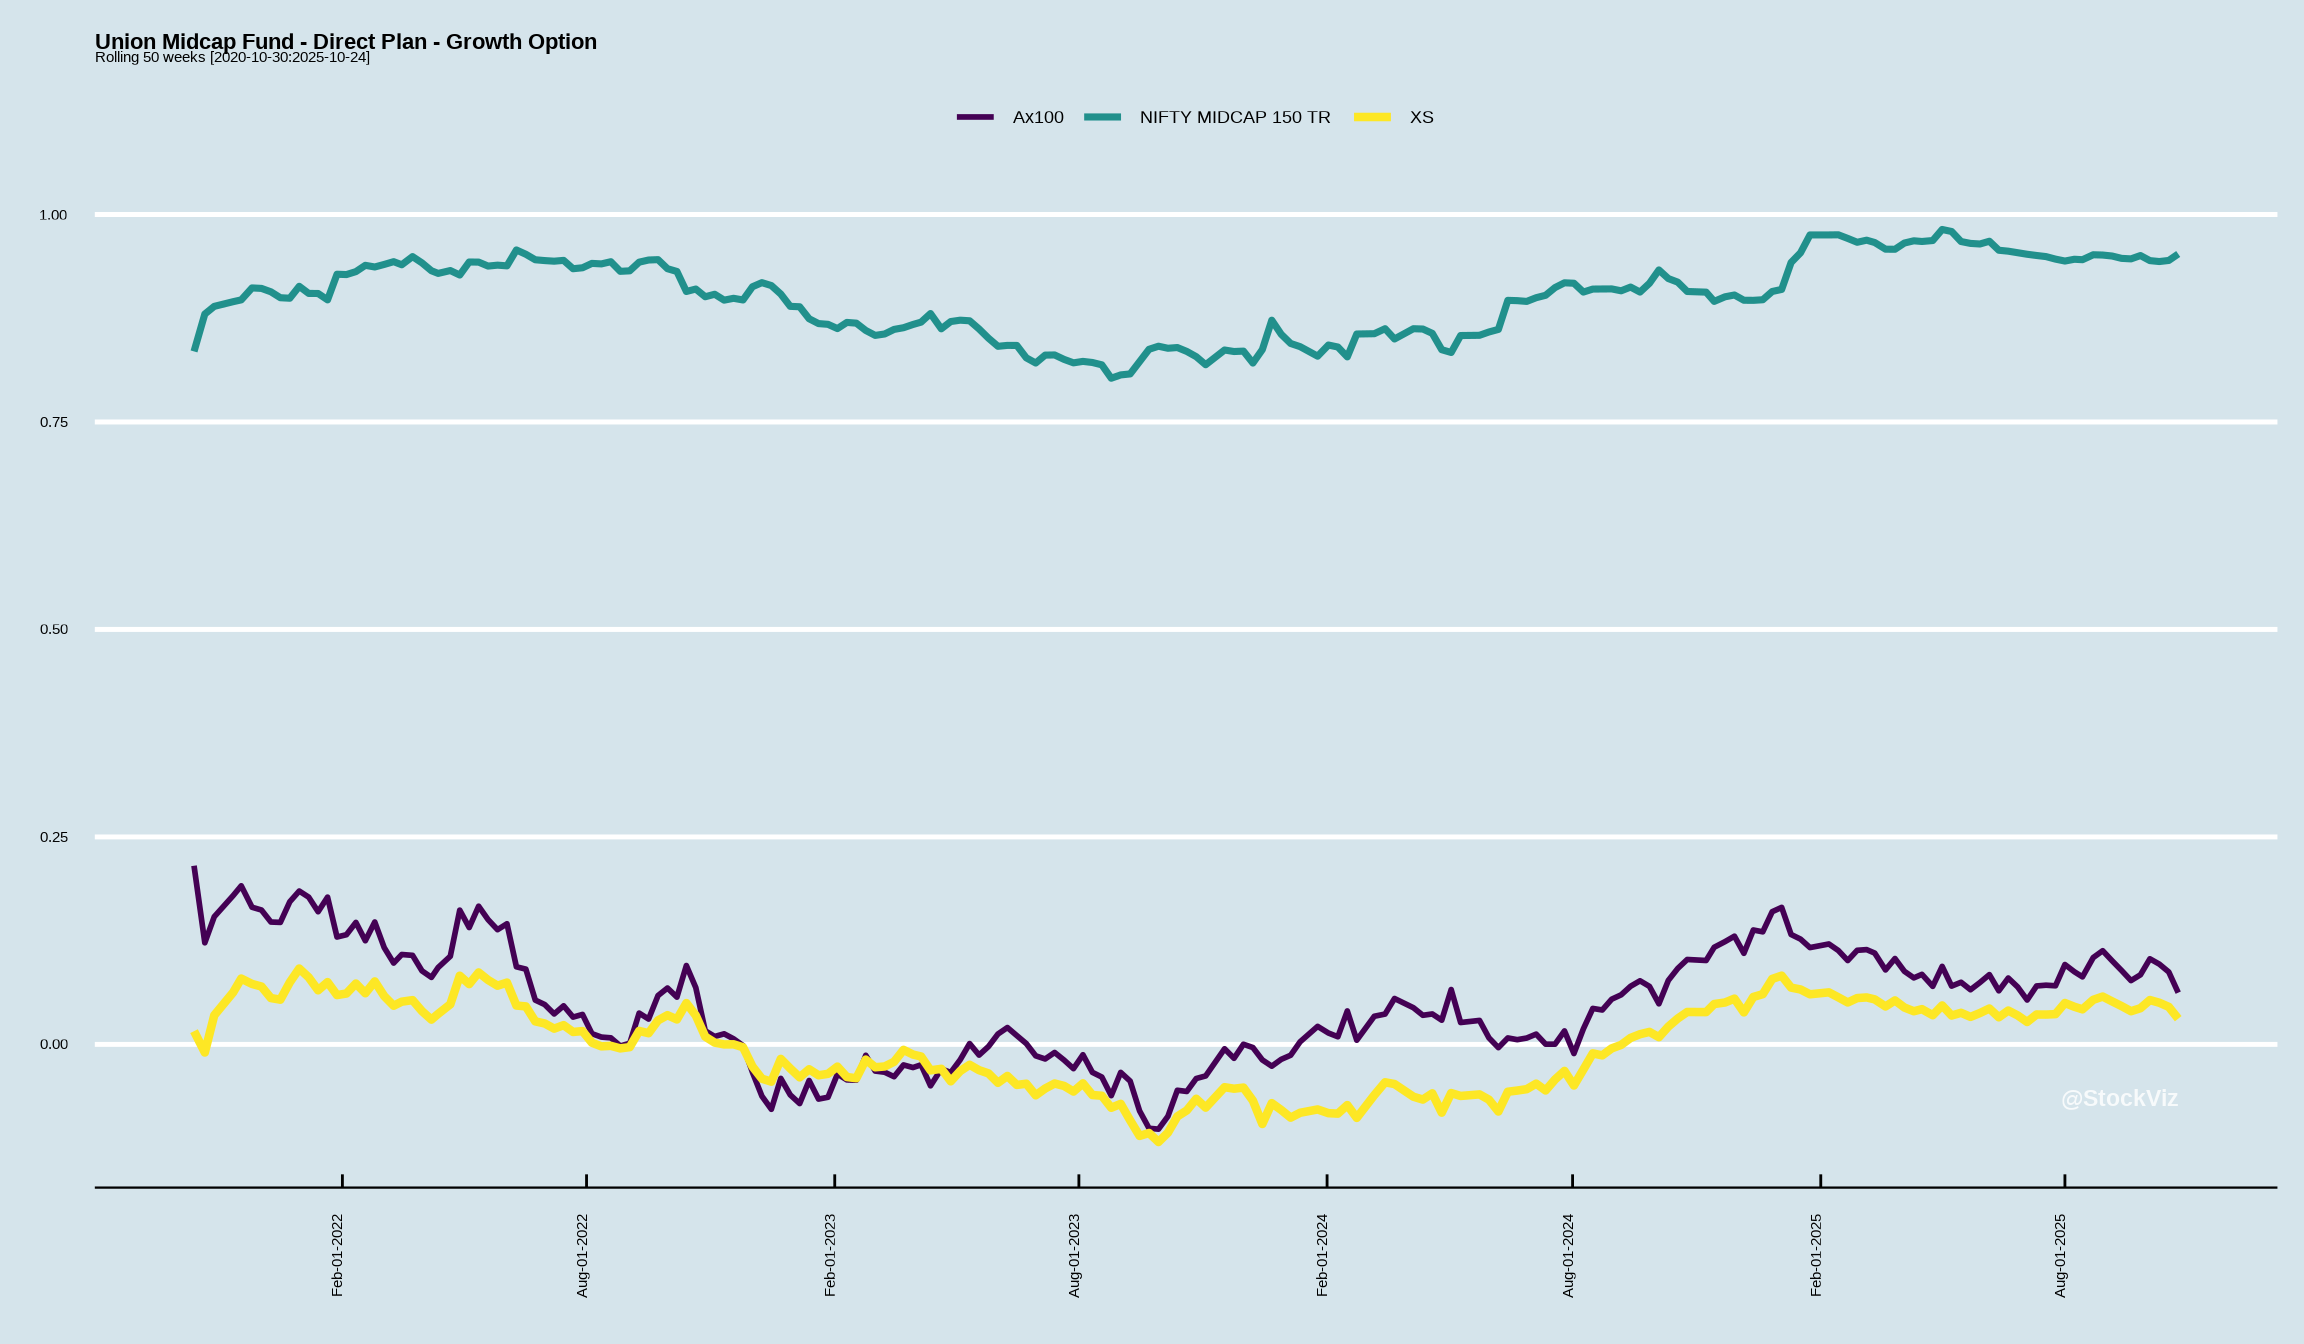 Union Midcap Fund - Direct Plan - Growth Option
Rolling 50 weeks [2020-10-30:2025-10-24]
Ax100 NIFTY MIDCAP 150 TR XS
1.00
0.75
0.50
0.25
0.00
@StockViz
Feb-01-2022 Aug-01-2022 Feb-01-2023 Aug-01-2023 Feb-01-2024 Aug-01-2024 Feb-01-2025 Aug-01-2025